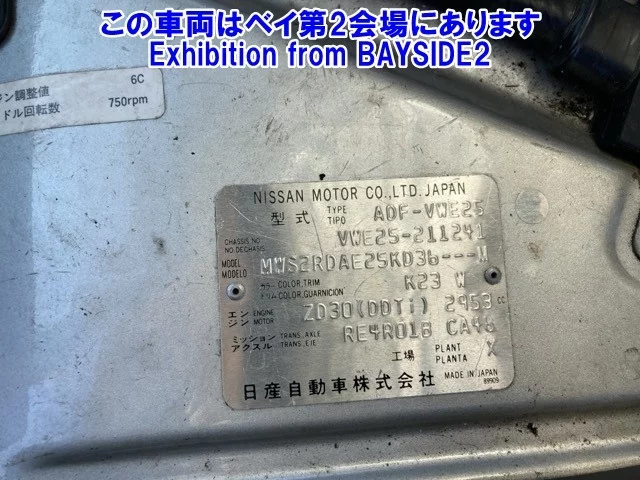 この車両はベイ第2会場にあります
Exhibition from BAYSIDE2
ジン調整値 6C
ドル回転数 750rpm
NISSAN MOTOR CO.,LTD. JAPAN
型式 TYPE TIPO ADF-VWE25
CHASSIS NO. NO.DECHASIS VWE25-211241
MODEL MODELO MWS2RDAE25KD36---M
カラー COLOR,TRIM K23 W
トリム COLOR,GUARNICION
エンジン ENGINE MOTOR ZD30(DDTi) 2953 cc
ミッション TRANS.AXLE RE4R01B CA46
アクスル TRANS.EJE
工場 PLANT PLANTA X
日産自動車株式会社 MADE IN JAPAN
89909